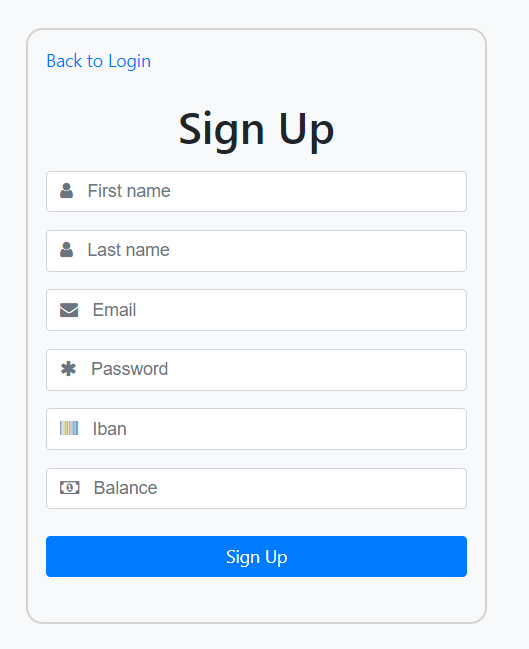 Back to Login
Sign Up
First name
Last name
Email
Password
Iban
Balance
Sign Up